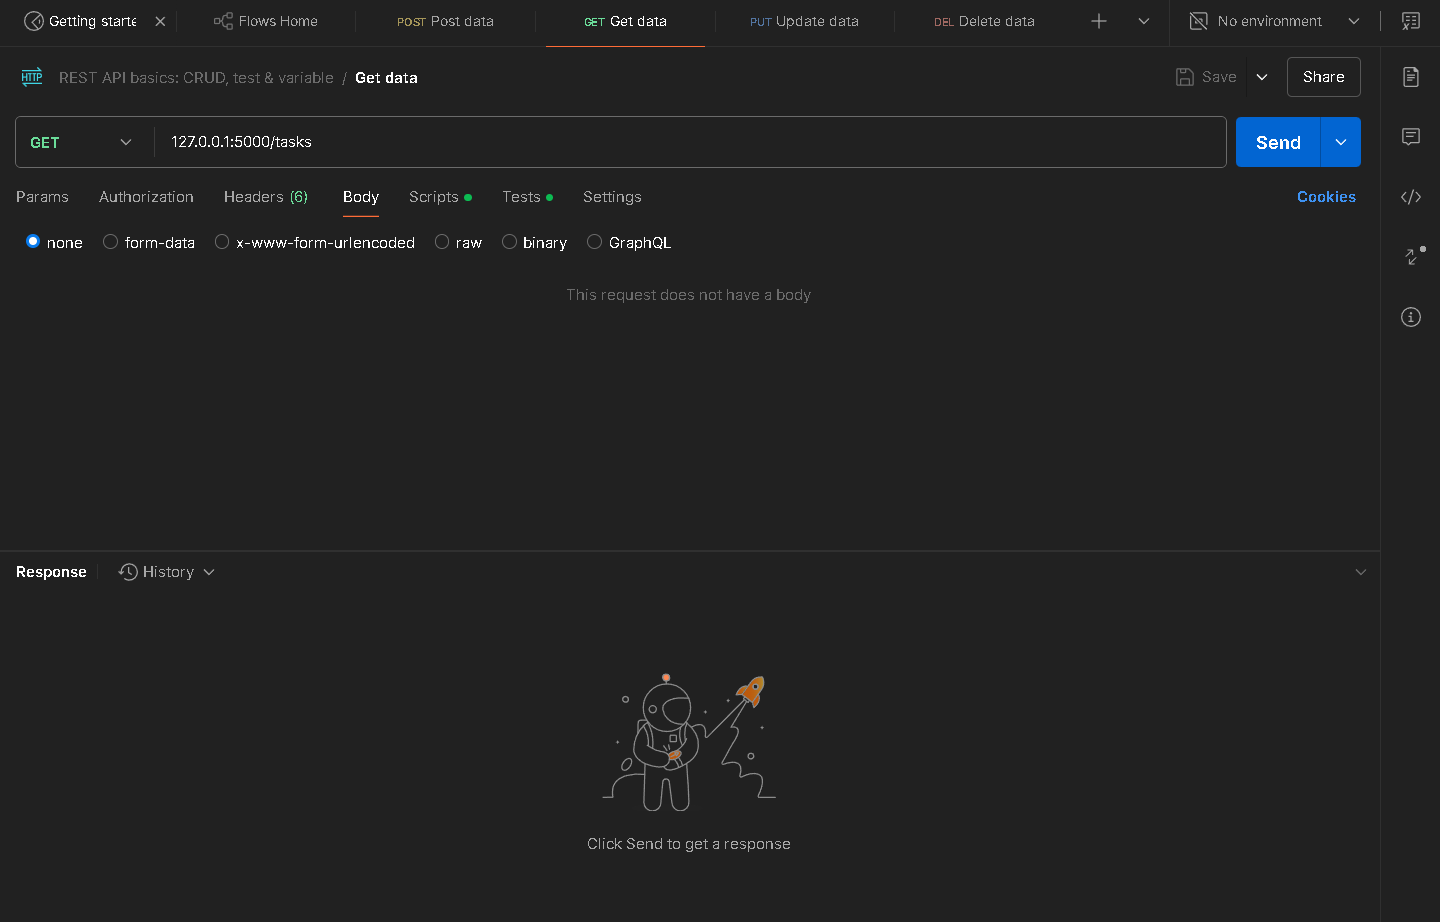 Getting starte Flows Home POST Post data GET Get data PUT Update data DEL Delete data No environment
HTTP REST API basics: CRUD, test & variable / Get data Save Share
GET 127.0.0.1:5000/tasks Send
Params Authorization Headers (6) Body Scripts Tests Settings Cookies
none form-data x-www-form-urlencoded raw binary GraphQL
This request does not have a body
Response History
Click Send to get a response